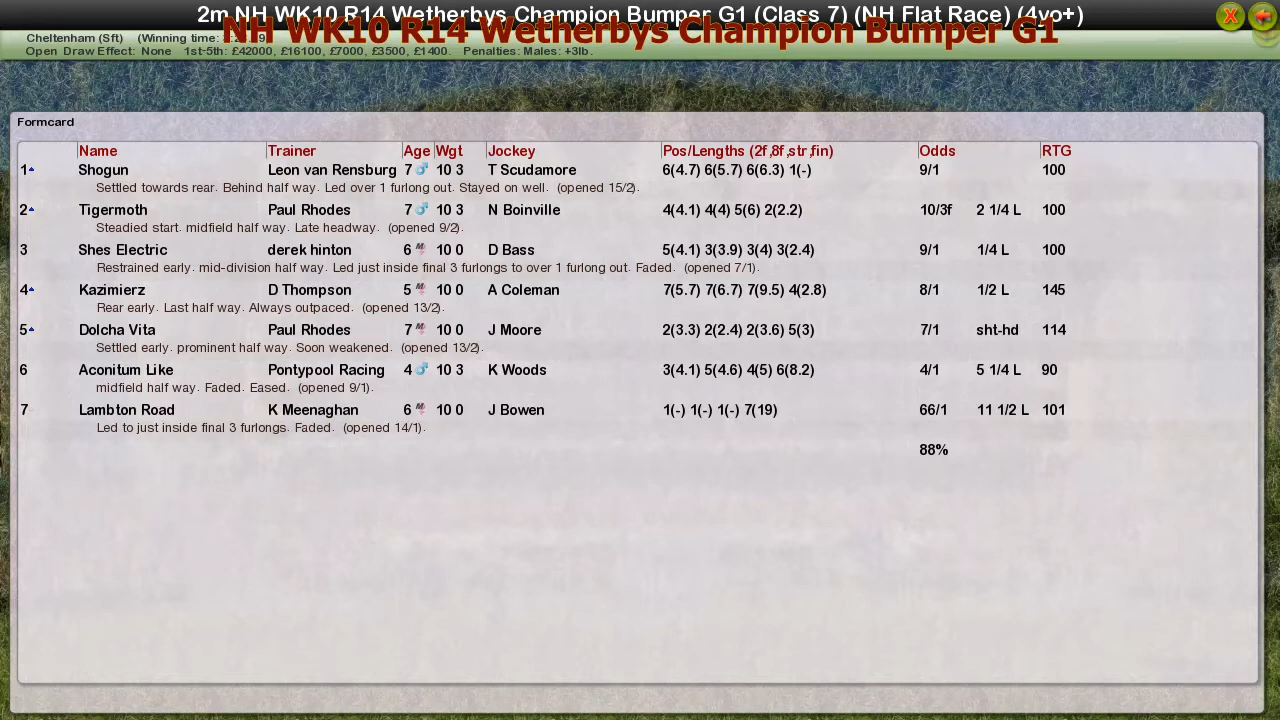 2m NH WK10 R14 Wetherbys Champion Bumper G1 (Class 7) (NH Flat Race) (4yo+)
NH WK10 R14 Wetherbys Champion Bumper G1
Cheltenham (Sft) (Winning time:
Open Draw Effect: None 1st-5th: £42000, £16100, £7000, £3500, £1400. Penalties: Males: +3lb.
Formcard
Name Trainer Age Wgt Jockey Pos/Lengths (2f,8f,str,fin) Odds RTG
1 Shogun Leon van Rensburg 7 10 3 T Scudamore 6(4.7) 6(5.7) 6(6.3) 1(-) 9/1 100
Settled towards rear. Behind half way. Led over 1 furlong out. Stayed on well. (opened 15/2).
2 Tigermoth Paul Rhodes 7 10 3 N Boinville 4(4.1) 4(4) 5(6) 2(2.2) 10/3f 2 1/4 L 100
Steadied start. midfield half way. Late headway. (opened 9/2).
3 Shes Electric derek hinton 6 10 0 D Bass 5(4.1) 3(3.9) 3(4) 3(2.4) 9/1 1/4 L 100
Restrained early. mid-division half way. Led just inside final 3 furlongs to over 1 furlong out. Faded. (opened 7/1).
4 Kazimierz D Thompson 5 10 0 A Coleman 7(5.7) 7(6.7) 7(9.5) 4(2.8) 8/1 1/2 L 145
Rear early. Last half way. Always outpaced. (opened 13/2).
5 Dolcha Vita Paul Rhodes 7 10 0 J Moore 2(3.3) 2(2.4) 2(3.6) 5(3) 7/1 sht-hd 114
Settled early. prominent half way. Soon weakened. (opened 13/2).
6 Aconitum Like Pontypool Racing 4 10 3 K Woods 3(4.1) 5(4.6) 4(5) 6(8.2) 4/1 5 1/4 L 90
midfield half way. Faded. Eased. (opened 9/1).
7 Lambton Road K Meenaghan 6 10 0 J Bowen 1(-) 1(-) 1(-) 7(19) 66/1 11 1/2 L 101
Led to just inside final 3 furlongs. Faded. (opened 14/1).
88%